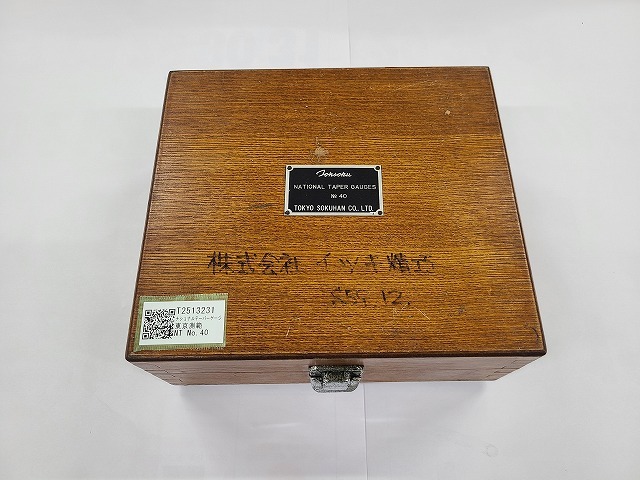 Tohsoku
NATIONAL TAPER GAUGES
№ 40
TOKYO SOKUHAN CO., LTD.
株式会社 イツキ精工
S59. 12.
T2513231
ナショナルテーパーゲージ
東京測範
NT No.40